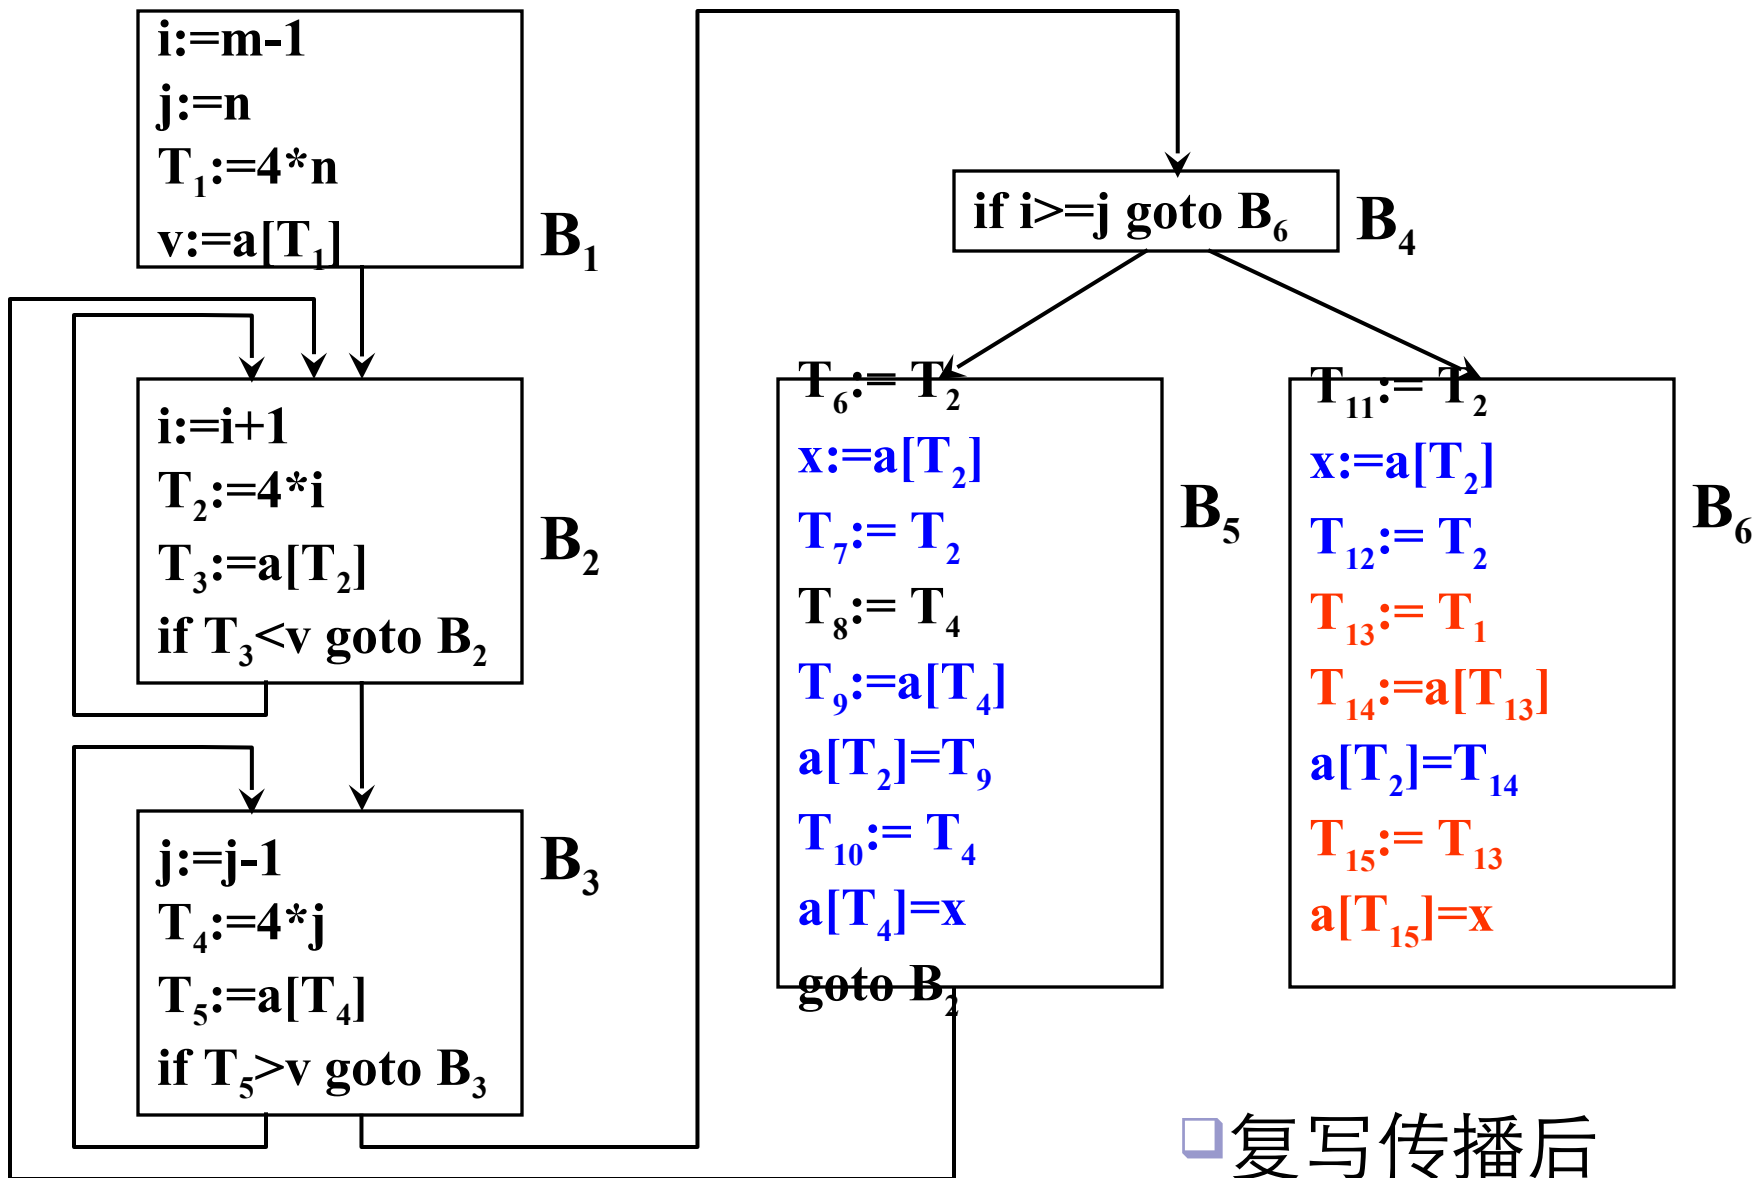 i:=m-1
j:=n
T₁:=4*n
v:=a[T₁]
B₁
i:=i+1
T₂:=4*i
T₃:=a[T₂]
if T₃<v goto B₂
B₂
j:=j-1
T₄:=4*j
T₅:=a[T₄]
if T₅>v goto B₃
B₃
if i>=j goto B₆
B₄
T₆:= T₂
x:=a[T₂]
T₇:= T₂
T₈:= T₄
T₉:=a[T₄]
a[T₂]=T₉
T₁₀:= T₄
a[T₄]=x
goto B₂
B₅
T₁₁:= T₂
x:=a[T₂]
T₁₂:= T₂
T₁₃:= T₁
T₁₄:=a[T₁₃]
a[T₂]=T₁₄
T₁₅:= T₁₃
a[T₁₅]=x
B₆
复写传播后